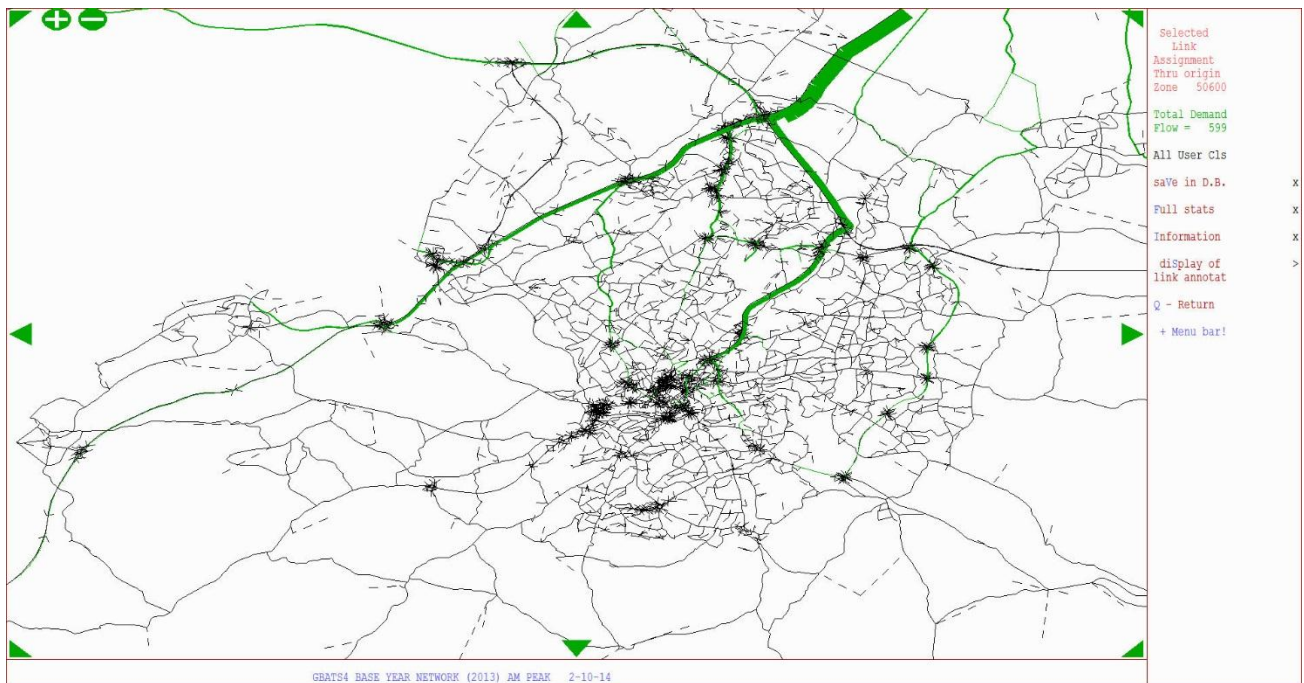 Selected
Link
Assignment
Thru origin
Zone 50600
Total Demand
Flow = 599
All User Cls
saVe in D.B. x
Full stats x
Information x
diSplay of >
link annotat
Q - Return
+ Menu bar!
GBATS4 BASE YEAR NETWORK (2013) AM PEAK 2-10-14